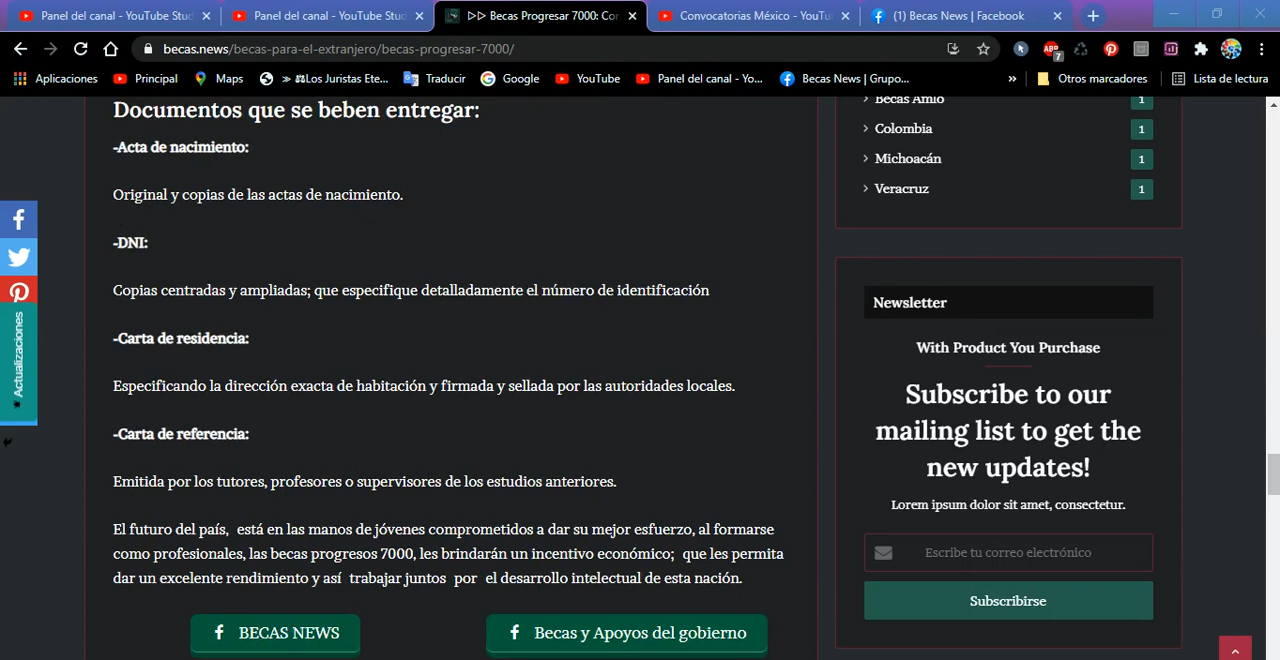 Panel del canal - YouTube Stud
Panel del canal - YouTube Stud
▷▷ Becas Progresar 7000: Con
Convocatorias México - YouTu
(1) Becas News | Facebook
becas.news/becas-para-el-extranjero/becas-progresar-7000/
ABP
7
Aplicaciones
Principal
Maps
» ⚖Los Juristas Ete...
Traducir
Google
YouTube
Panel del canal - Yo...
Becas News | Grupo...
»
Otros marcadores
Lista de lectura
Documentos que se beben entregar:
-Acta de nacimiento:
Original y copias de las actas de nacimiento.
-DNI:
Copias centradas y ampliadas; que especifique detalladamente el número de identificación
-Carta de residencia:
Especificando la dirección exacta de habitación y firmada y sellada por las autoridades locales.
-Carta de referencia:
Emitida por los tutores, profesores o supervisores de los estudios anteriores.
El futuro del país, está en las manos de jóvenes comprometidos a dar su mejor esfuerzo, al formarse
como profesionales, las becas progresos 7000, les brindarán un incentivo económico; que les permita
dar un excelente rendimiento y así trabajar juntos por el desarrollo intelectual de esta nación.
BECAS NEWS
Becas y Apoyos del gobierno
Actualizaciones
Becas Amlo 1
Colombia 1
Michoacán 1
Veracruz 1
Newsletter
With Product You Purchase
Subscribe to our
mailing list to get the
new updates!
Lorem ipsum dolor sit amet, consectetur.
Escribe tu correo electrónico
Subscribirse